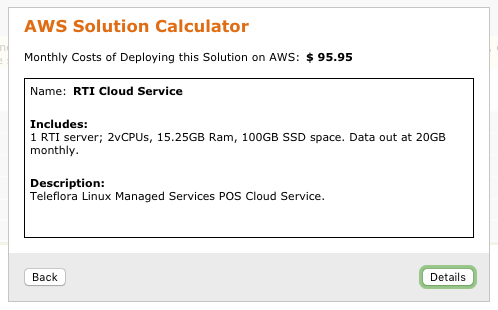 AWS Solution Calculator
Monthly Costs of Deploying this Solution on AWS: $ 95.95
Name: RTI Cloud Service
Includes:
1 RTI server; 2vCPUs, 15.25GB Ram, 100GB SSD space. Data out at 20GB
monthly.
Description:
Teleflora Linux Managed Services POS Cloud Service.
Back
Details